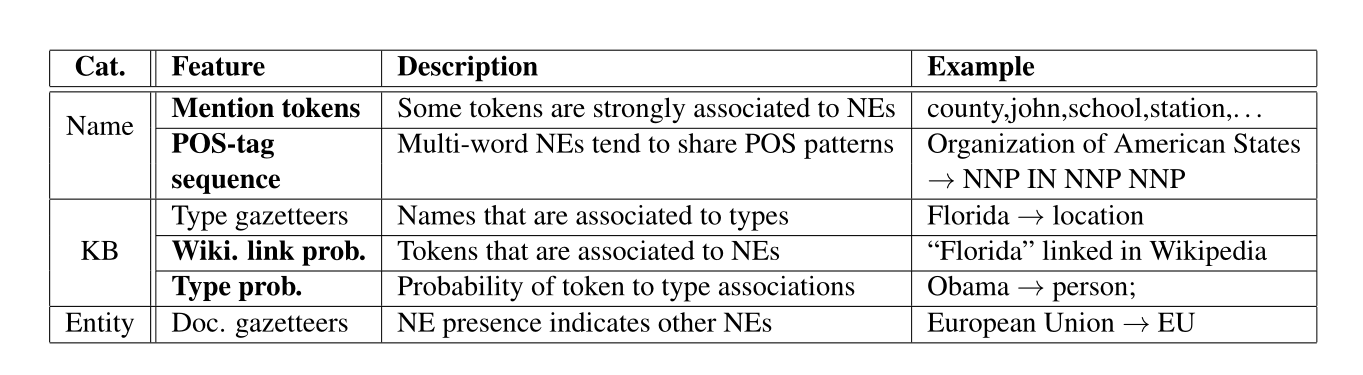 Cat. Feature Description Example
Name Mention tokens Some tokens are strongly associated to NEs county,john,school,station,...
POS-tag Multi-word NEs tend to share POS patterns Organization of American States
sequence → NNP IN NNP NNP
KB Type gazetteers Names that are associated to types Florida → location
Wiki. link prob. Tokens that are associated to NEs “Florida” linked in Wikipedia
Type prob. Probability of token to type associations Obama → person;
Entity Doc. gazetteers NE presence indicates other NEs European Union → EU